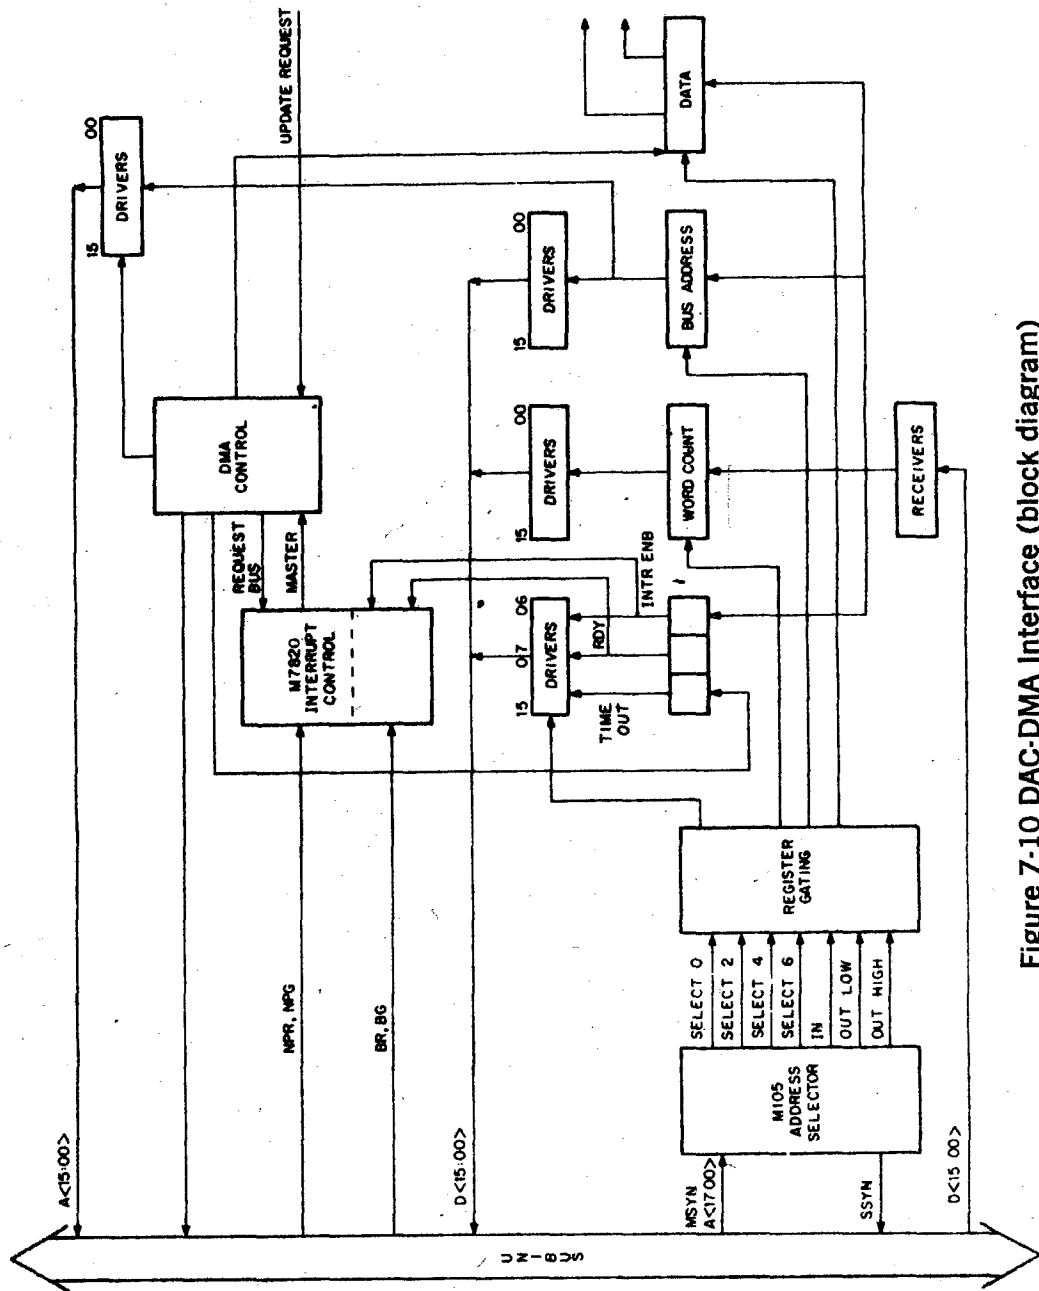 A<15:00>
15
00
DRIVERS
UPDATE REQUEST
DMA
CONTROL
REQUEST
BUS
MASTER
M7820
INTERRUPT
CONTROL
NPR, NPG
BR, BG
D<15:00>
15
07
06
DRIVERS
15
00
DRIVERS
15
00
DRIVERS
TIME
OUT
RDY
INTR ENB
WORD COUNT
BUS ADDRESS
DATA
MSYN
A<17 00>
SSYN
M105
ADDRESS
SELECTOR
SELECT 0
SELECT 2
SELECT 4
SELECT 6
IN
OUT LOW
OUT HIGH
REGISTER
GATING
RECEIVERS
D<15 00>
UN-BUS
Figure 7-10 DAC-DMA Interface (block diagram)